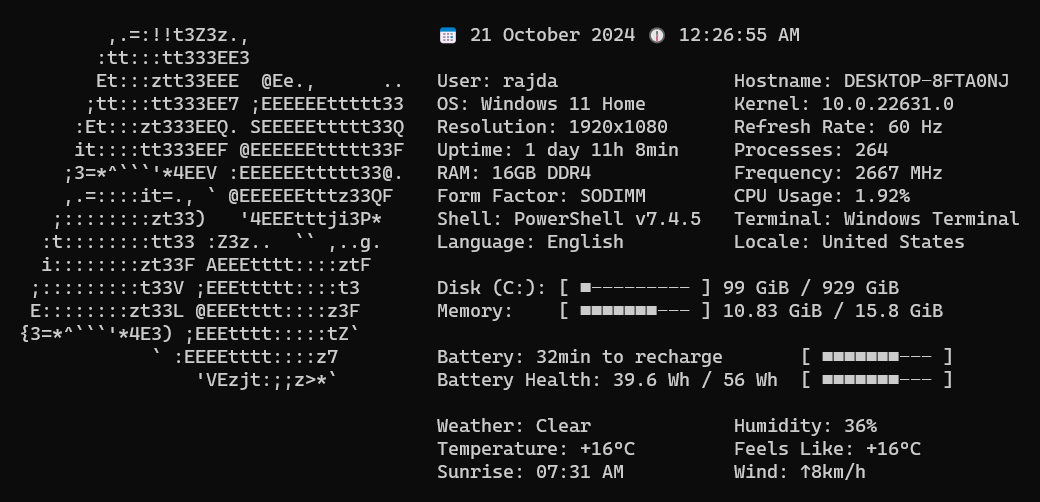 ,.=:!!t3Z3z.,                  📅 21 October 2024 🕛 12:26:55 AM
       :tt:::tt333EE3
       Et:::ztt33EEE  @Ee.,      ..   User: rajda                Hostname: DESKTOP-8FTA0NJ
      ;tt:::tt333EE7 ;EEEEEEttttt33   OS: Windows 11 Home        Kernel: 10.0.22631.0
     :Et:::zt333EEQ. SEEEEEttttt33Q   Resolution: 1920x1080      Refresh Rate: 60 Hz
     it::::tt333EEF @EEEEEEttttt33F   Uptime: 1 day 11h 8min     Processes: 264
    ;3=*^```'*4EEV :EEEEEEttttt33@.   RAM: 16GB DDR4             Frequency: 2667 MHz
    ,.=::::it=., ` @EEEEEEtttz33QF    Form Factor: SODIMM        CPU Usage: 1.92%
   ;::::::::zt33)   '4EEEtttji3P*     Shell: PowerShell v7.4.5   Terminal: Windows Terminal
  :t::::::::tt33 :Z3z..  `` ,..g.     Language: English          Locale: United States
  i::::::::zt33F AEEEtttt::::ztF
 ;:::::::::t33V ;EEEttttt::::t3       Disk (C:): [ ■--------- ] 99 GiB / 929 GiB
 E::::::::zt33L @EEEtttt::::z3F       Memory:    [ ■■■■■■■--- ] 10.83 GiB / 15.8 GiB
{3=*^```'*4E3) ;EEEtttt:::::tZ`
            ` :EEEEtttt::::z7         Battery: 32min to recharge       [ ■■■■■■■--- ]
                'VEzjt:;;z>*`         Battery Health: 39.6 Wh / 56 Wh  [ ■■■■■■■--- ]
Weather: Clear             Humidity: 36%
Temperature: +16°C         Feels Like: +16°C
Sunrise: 07:31 AM          Wind: ↑8km/h